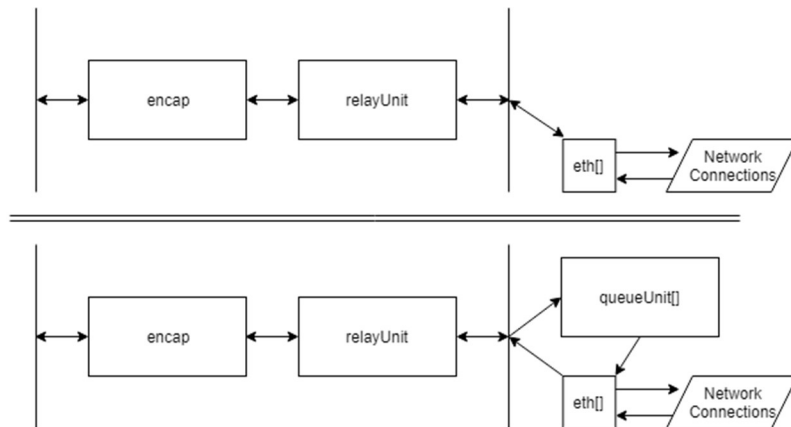 encap
relayUnit
eth[]
Network
Connections
queueUnit[]
encap
relayUnit
eth[]
Network
Connections